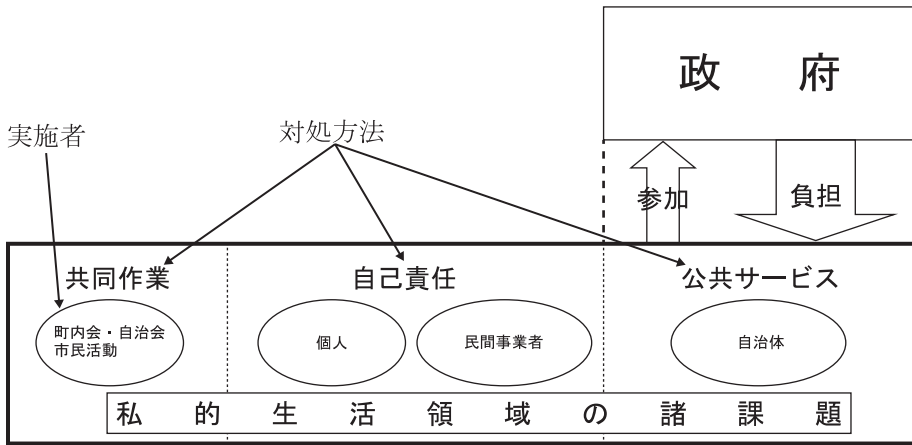 政府
実施者
対処方法
参加
負担
共同作業
自己責任
公共サービス
町内会・自治会
市民活動
個人
民間事業者
自治体
私的生活領域の諸課題